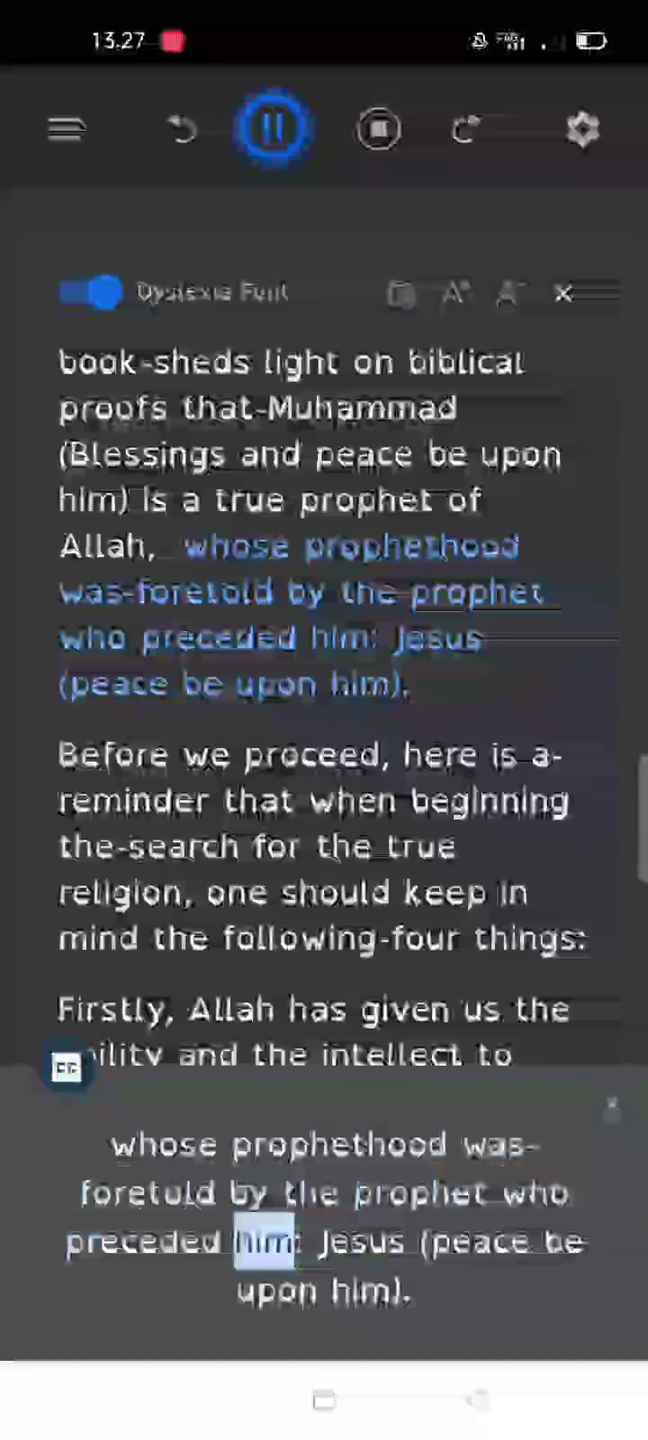 13.27
Dyslexia Font
book-sheds light on biblical
proofs that-Muhammad
(Blessings and peace be upon
him) is a true prophet of
Allah, whose prophethood
was-foretold by the prophet
who preceded him: Jesus
(peace be upon him).
Before we proceed, here is a-
reminder that when beginning
the-search for the true
religion, one should keep in
mind the following-four things:
Firstly, Allah has given us the
and the intellect to
whose prophethood was-
foretold by the prophet who
preceded him: Jesus (peace be
upon him).